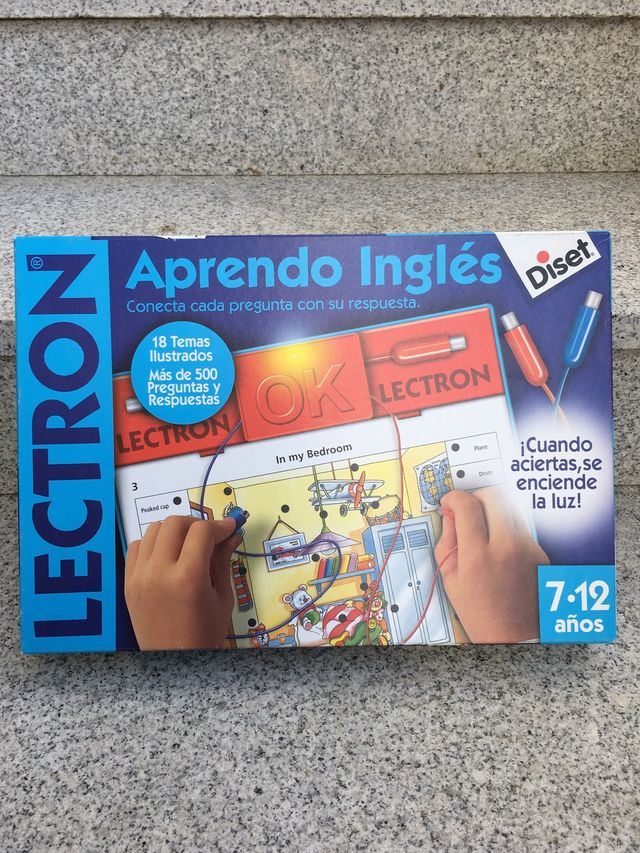 LECTRON®
Aprendo Inglés
Conecta cada pregunta con su respuesta.
Diset®
18 Temas
Ilustrados
Más de 500
Preguntas y
Respuestas
OK
LECTRON
LECTRON
In my Bedroom
3
Peaked cap
Plane
Drum
¡Cuando
aciertas,se
enciende
la luz!
7-12
años